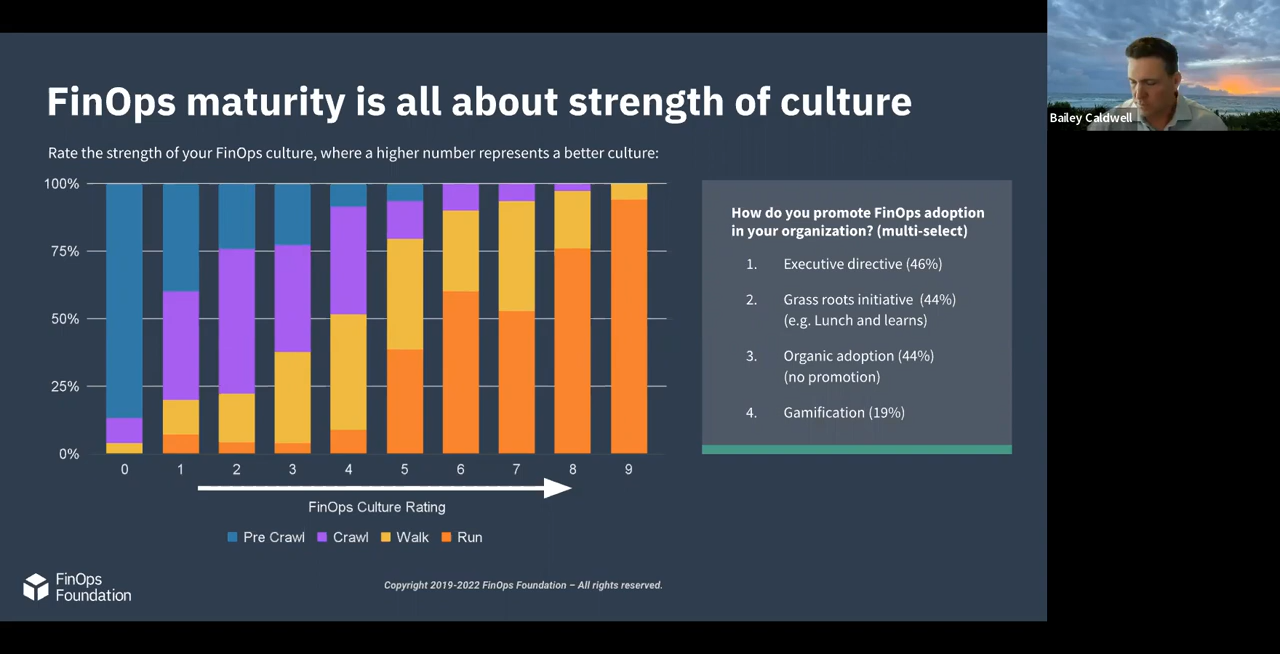 FinOps maturity is all about strength of culture
Rate the strength of your FinOps culture, where a higher number represents a better culture:
100%
75%
50%
25%
0%
0 1 2 3 4 5 6 7 8 9
FinOps Culture Rating
Pre Crawl Crawl Walk Run
How do you promote FinOps adoption
in your organization? (multi-select)
1. Executive directive (46%)
2. Grass roots initiative (44%)
(e.g. Lunch and learns)
3. Organic adoption (44%)
(no promotion)
4. Gamification (19%)
FinOps
Foundation
Copyright 2019-2022 FinOps Foundation – All rights reserved.
Bailey Caldwell